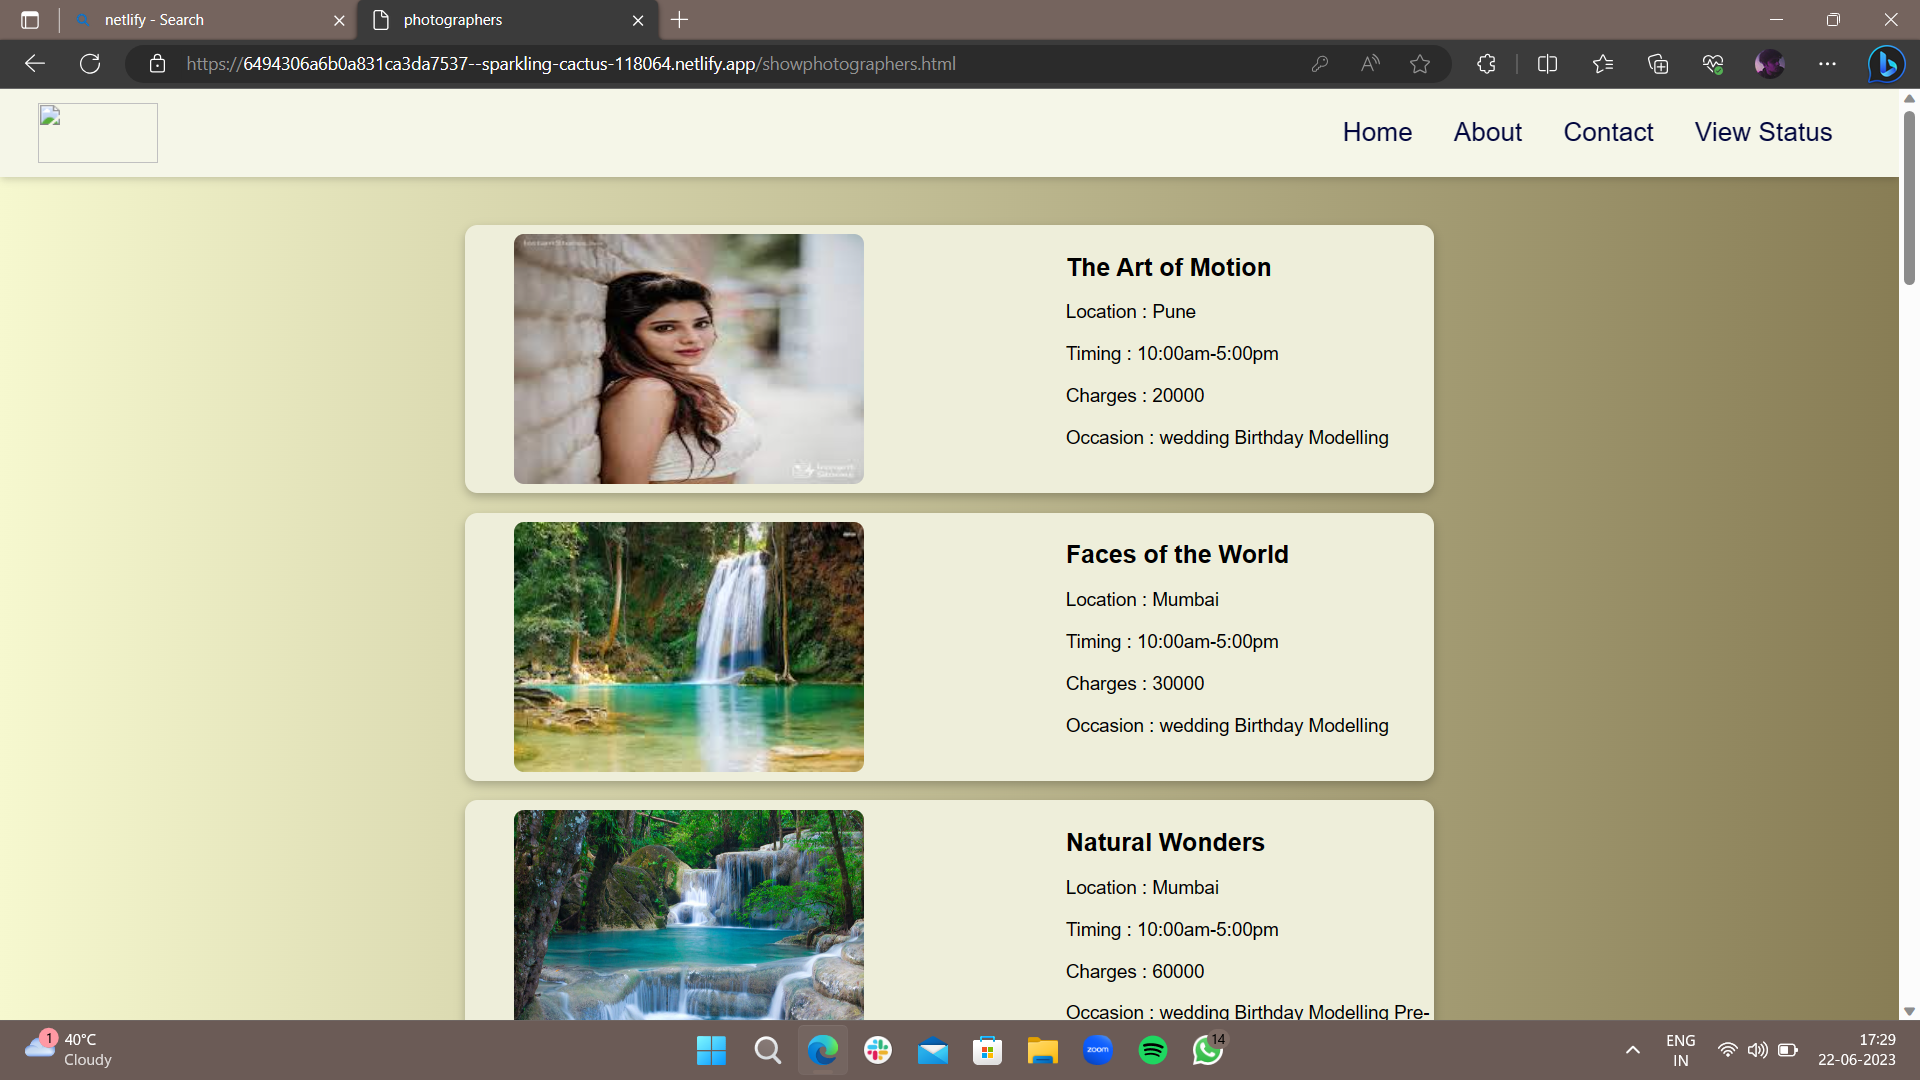 netlify - Search
photographers
https://6494306a6b0a831ca3da7537--sparkling-cactus-118064.netlify.app/showphotographers.html
Home About Contact View Status
The Art of Motion
Location : Pune
Timing : 10:00am-5:00pm
Charges : 20000
Occasion : wedding Birthday Modelling
Faces of the World
Location : Mumbai
Timing : 10:00am-5:00pm
Charges : 30000
Occasion : wedding Birthday Modelling
Natural Wonders
Location : Mumbai
Timing : 10:00am-5:00pm
Charges : 60000
Occasion : wedding Birthday Modelling Pre-
1
40°C
Cloudy
zoom
14
ENG
IN
17:29
22-06-2023